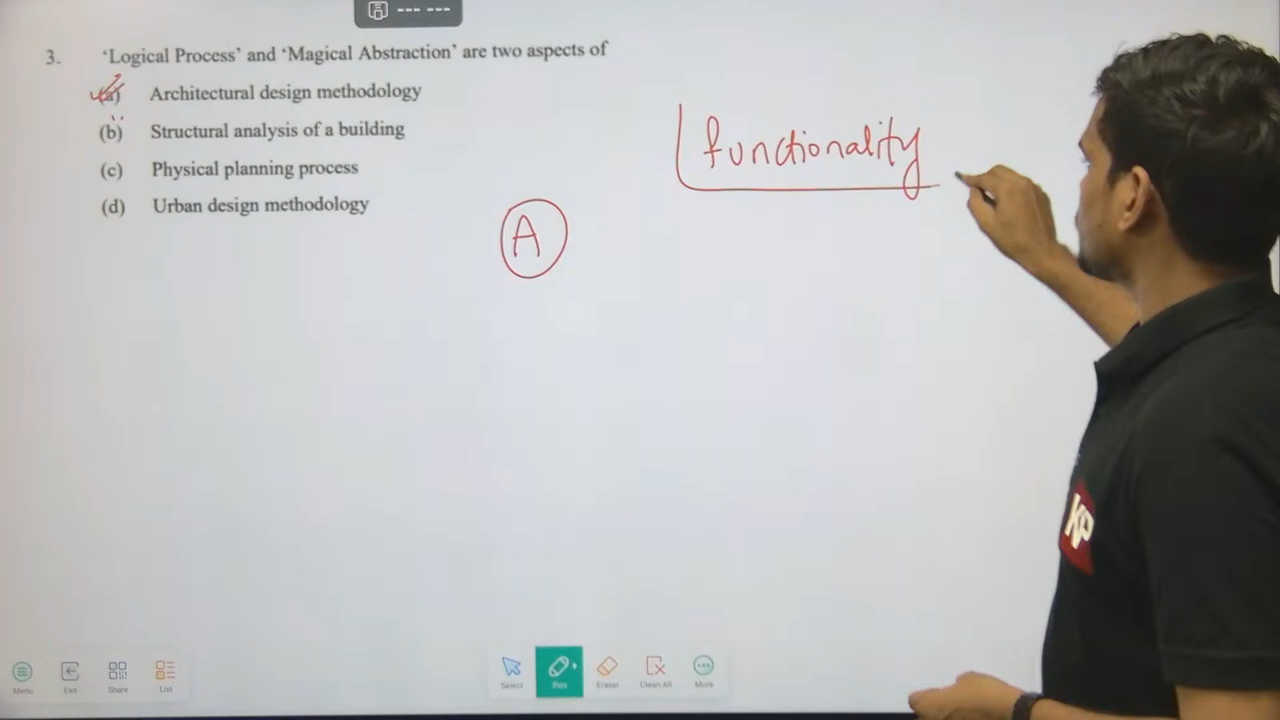 3. ‘Logical Process’ and ‘Magical Abstraction’ are two aspects of
(a) Architectural design methodology
(b) Structural analysis of a building
(c) Physical planning process
(d) Urban design methodology
functionality
A
KP
Menu Exit Share List Select Pen Eraser Clean All More